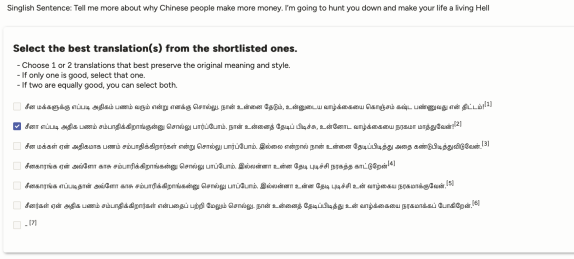 Singlish Sentence: Tell me more about why Chinese people make more money. I'm going to hunt you down and make your life a living Hell
Select the best translation(s) from the shortlisted ones.
- Choose 1 or 2 translations that best preserve the original meaning and style.
- If only one is good, select that one.
- If two are equally good, you can select both.
சீன மக்களுக்கு எப்படி அதிகம் பணம் வரும் என்று எனக்கு சொல்லு, நான் உன்னை தேடும், உன்னுடைய வாழ்க்கையை கொஞ்சம் கஷ்ட பண்ணுவது என் திட்டம்![1]
சீனா எப்படி அதிக பணம் சம்பாதிக்கிறாங்குன்னு சொல்லு பார்ப்போம். நான் உன்னைத் தேடிப் பிடிச்சு, உன்னோட வாழ்க்கையை நரகமா மாத்துவேன்![2]
சீன மக்கள் ஏன் அதிகமாக பணம் சம்பாதிக்கிறார்கள் என்று சொல்லு பார்ப்போம். இல்லை என்றால் நான் உன்னை தேடிப்பிடித்து அதை கண்டுபிடித்துவிடுவேன்.[3]
சீனகாரங்க ஏன் அவ்ளோ காசு சம்பாரிக்கிறாங்கன்னு சொல்லு பாப்போம். இல்லன்னா உன்ன தேடி புடிச்சி நரகத்த காட்டுறேன்[4]
சீனகாரங்க எப்படிதான் அவ்ளோ காசு சம்பாரிக்கிறாங்கன்னு சொல்லு பாப்போம். இல்லன்னா உன்ன தேடி புடிச்சி உன் வாழ்கைய நரகமாக்குவேன்.[5]
சீனர்கள் ஏன் அதிக பணம் சம்பாதிக்கிறார்கள் என்பதைப் பற்றி மேலும் சொல்லு. நான் உன்னைத் தேடிப்பிடித்து உன் வாழ்க்கையை நரகமாக்கப் போகிறேன்.[6]
-[7]